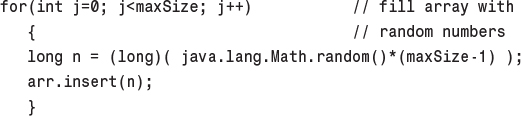 for(int j=0; j<maxSize; j++)          // fill array with
   {                                  // random numbers
   long n = (long)( java.lang.Math.random()*(maxSize-1) );
   arr.insert(n);
   }